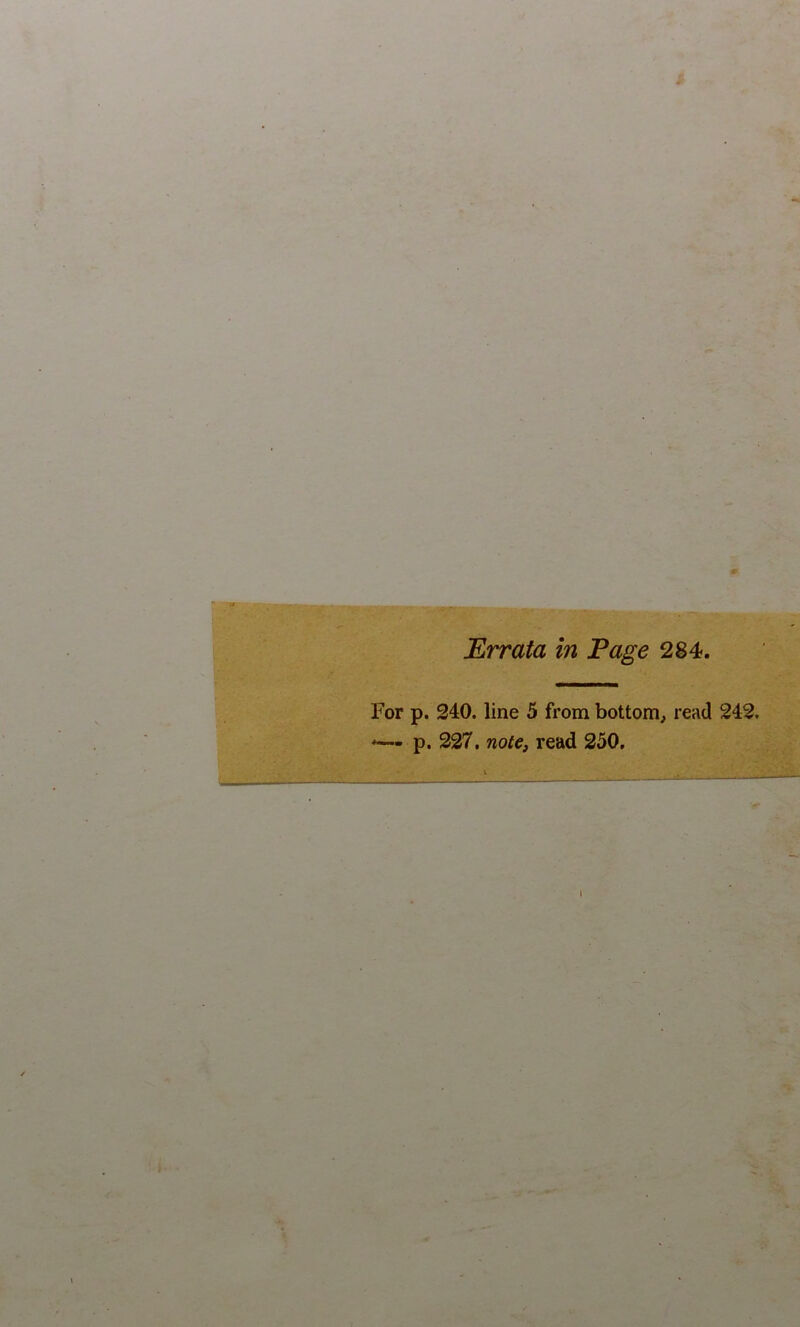 Errata in Page 284.
For p. 240. line 5 from bottom, read 242.
—— p. 227. note, read 250.